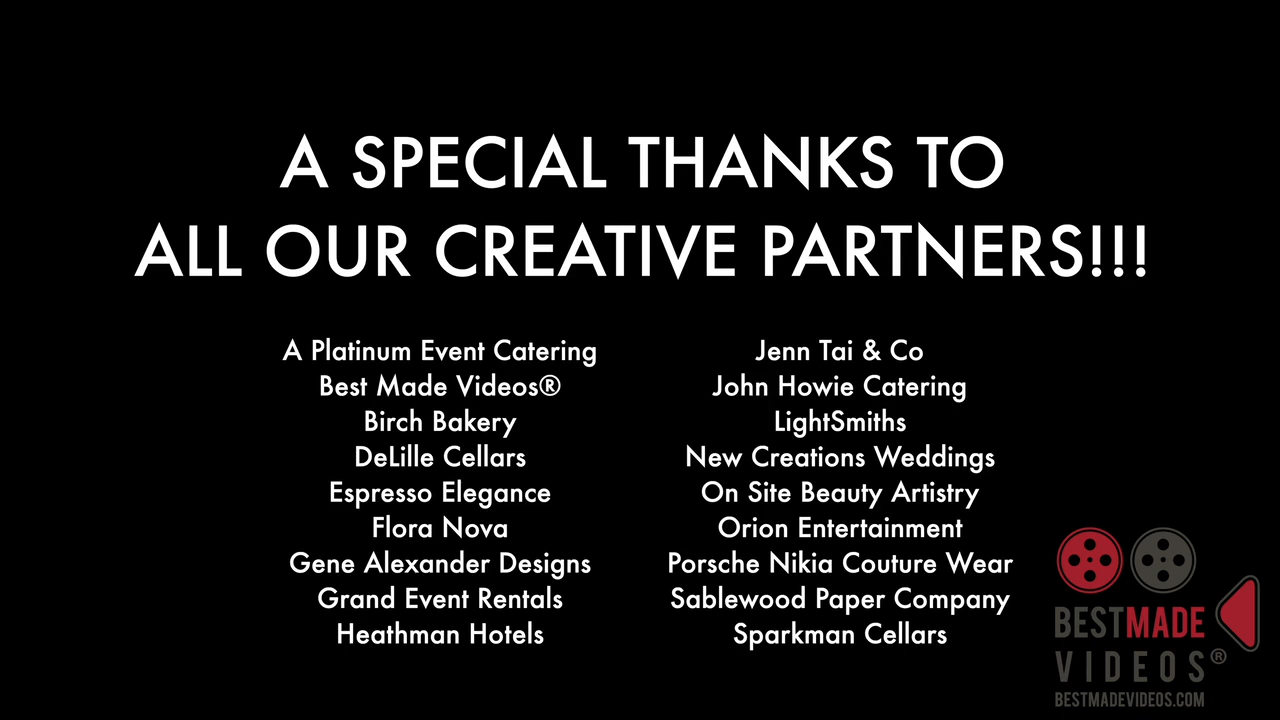 A SPECIAL THANKS TO
ALL OUR CREATIVE PARTNERS!!!
A Platinum Event Catering
Best Made Videos®
Birch Bakery
DeLille Cellars
Espresso Elegance
Flora Nova
Gene Alexander Designs
Grand Event Rentals
Heathman Hotels
Jenn Tai & Co
John Howie Catering
LightSmiths
New Creations Weddings
On Site Beauty Artistry
Orion Entertainment
Porsche Nikia Couture Wear
Sablewood Paper Company
Sparkman Cellars
BESTMADE
VIDEOS®
BESTMADEVIDEOS.COM